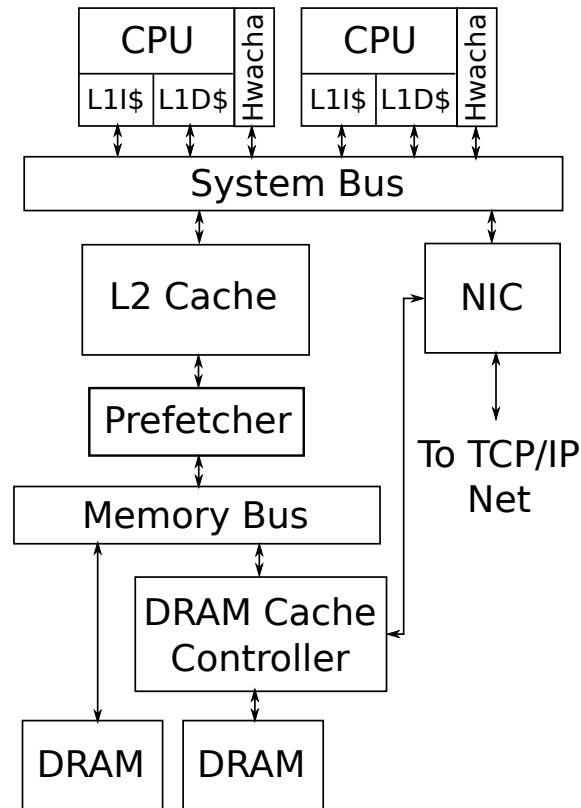 CPU
L1I$
L1D$
Hwacha
CPU
L1I$
L1D$
Hwacha
System Bus
L2 Cache
NIC
Prefetcher
To TCP/IP
Net
Memory Bus
DRAM Cache
Controller
DRAM
DRAM